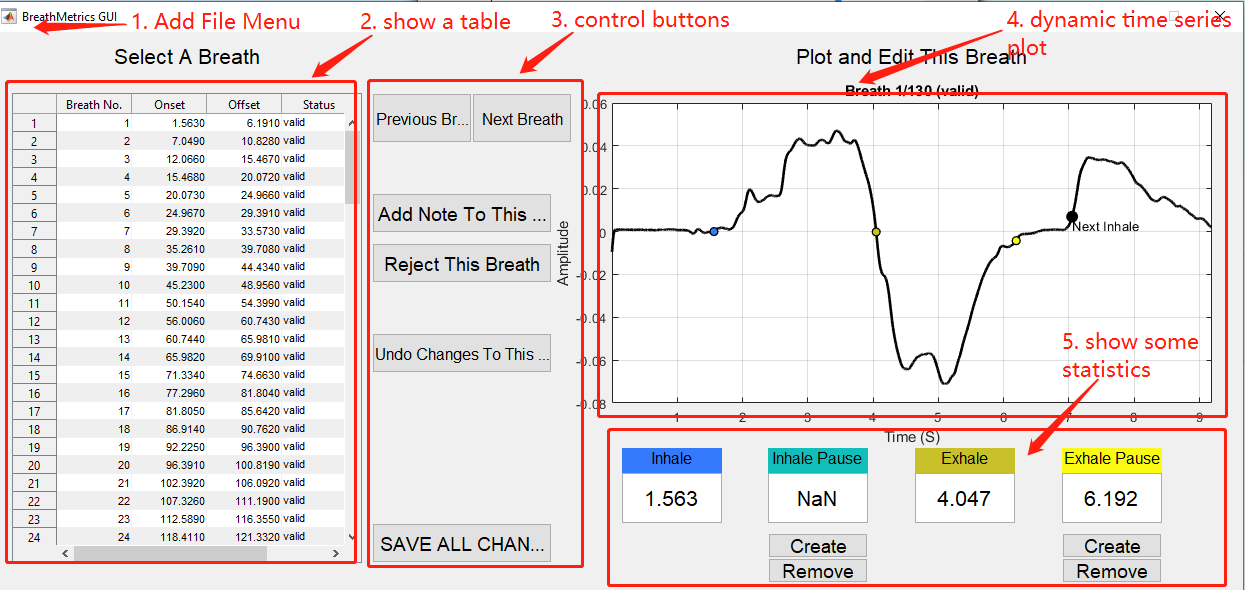 BreathMetrics GUI
1. Add File Menu
2. show a table
3. control buttons
4. dynamic time series
plot
Select A Breath
Plot and Edit This Breath
Breath No. Onset Offset Status
1 1 1.5630 6.1910 valid
2 2 7.0490 10.8280 valid
3 3 12.0660 15.4670 valid
4 4 15.4680 20.0720 valid
5 5 20.0730 24.9660 valid
6 6 24.9670 29.3910 valid
7 7 29.3920 33.5730 valid
8 8 35.2610 39.7080 valid
9 9 39.7090 44.4340 valid
10 10 45.2300 48.9560 valid
11 11 50.1540 54.3990 valid
12 12 56.0060 60.7430 valid
13 13 60.7440 65.9810 valid
14 14 65.9820 69.9100 valid
15 15 71.3340 74.6630 valid
16 16 77.2960 81.8040 valid
17 17 81.8050 85.6420 valid
18 18 86.9140 90.7620 valid
19 19 92.2250 96.3900 valid
20 20 96.3910 100.8190 valid
21 21 102.3920 106.0920 valid
22 22 107.3260 111.1900 valid
23 23 112.5890 116.3550 valid
24 24 118.4110 121.3320 valid
Previous Br...
Next Breath
Add Note To This ...
Reject This Breath
Undo Changes To This ...
SAVE ALL CHAN...
Breath 1/130 (valid)
0.06
0.04
0.02
0
-0.02
-0.04
-0.06
-0.08
Amplitude
Next Inhale
1 2 3 4 5 6 7 8 9
Time (S)
5. show some
statistics
Inhale
1.563
Inhale Pause
NaN
Create
Remove
Exhale
4.047
Exhale Pause
6.192
Create
Remove